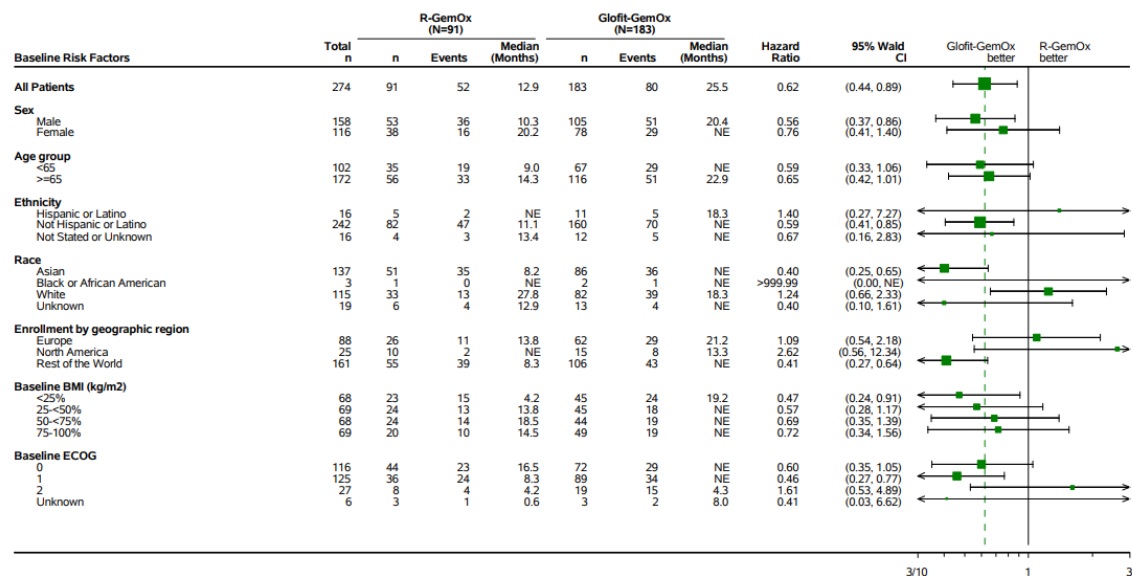 R-GemOx
(N=91)
Glofit-GemOx
(N=183)
Baseline Risk Factors Total n n Events Median (Months) n Events Median (Months) Hazard Ratio 95% Wald CI Glofit-GemOx better R-GemOx better
All Patients 274 91 52 12.9 183 80 25.5 0.62 (0.44, 0.89)
Sex
Male 158 53 36 10.3 105 51 20.4 0.56 (0.37, 0.86)
Female 116 38 16 20.2 78 29 NE 0.76 (0.41, 1.40)
Age group
<65 102 35 19 9.0 67 29 NE 0.59 (0.33, 1.06)
>=65 172 56 33 14.3 116 51 22.9 0.65 (0.42, 1.01)
Ethnicity
Hispanic or Latino 16 5 2 NE 11 5 18.3 1.40 (0.27, 7.27)
Not Hispanic or Latino 242 82 47 11.1 160 70 NE 0.59 (0.41, 0.85)
Not Stated or Unknown 16 4 3 13.4 12 5 NE 0.67 (0.16, 2.83)
Race
Asian 137 51 35 8.2 86 36 NE 0.40 (0.25, 0.65)
Black or African American 3 1 0 NE 2 1 NE >999.99 (0.00, NE)
White 115 33 13 27.8 82 39 18.3 1.24 (0.66, 2.33)
Unknown 19 6 4 12.9 13 4 NE 0.40 (0.10, 1.61)
Enrollment by geographic region
Europe 88 26 11 13.8 62 29 21.2 1.09 (0.54, 2.18)
North America 25 10 2 NE 15 8 13.3 2.62 (0.56, 12.34)
Rest of the World 161 55 39 8.3 106 43 NE 0.41 (0.27, 0.64)
Baseline BMI (kg/m2)
<25% 68 23 15 4.2 45 24 19.2 0.47 (0.24, 0.91)
25-<50% 69 24 13 13.8 45 18 NE 0.57 (0.28, 1.17)
50-<75% 68 24 14 18.5 44 19 NE 0.69 (0.35, 1.39)
75-100% 69 20 10 14.5 49 19 NE 0.72 (0.34, 1.56)
Baseline ECOG
0 116 44 23 16.5 72 29 NE 0.60 (0.35, 1.05)
1 125 36 24 8.3 89 34 NE 0.46 (0.27, 0.77)
2 27 8 4 4.2 19 15 4.3 1.61 (0.53, 4.89)
Unknown 6 3 1 0.6 3 2 8.0 0.41 (0.03, 6.62)
3/10 1 3